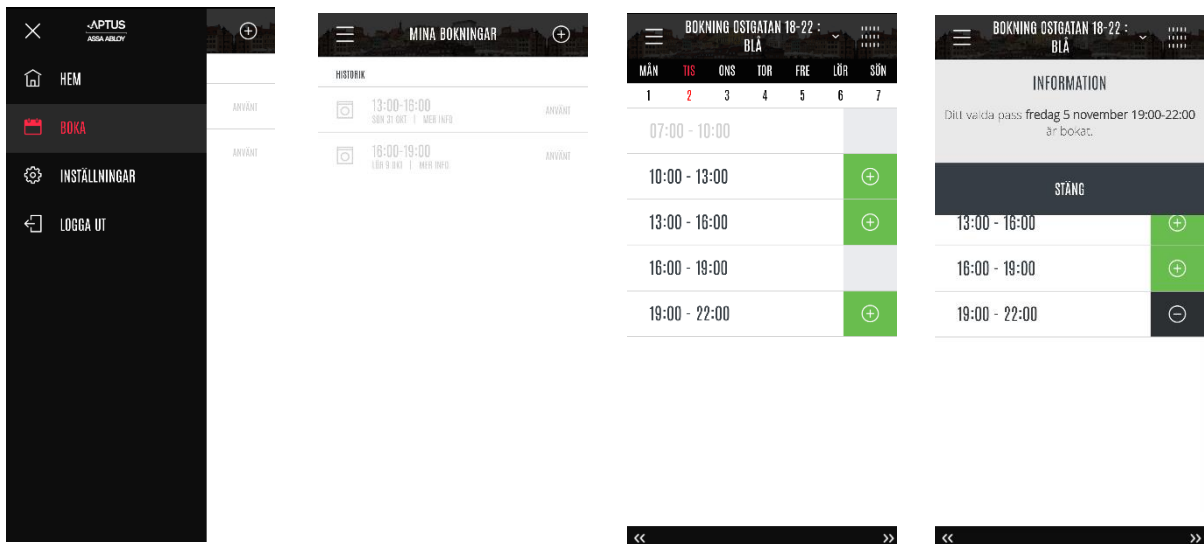 APTUS
ASSA ABLOY
HEM
BOKA
INSTÄLLNINGAR
LOGGA UT
ANVÄNT
ANVÄNT
MINA BOKNINGAR
HISTORIK
13:00-16:00
SÖN 31 OKT | MER INFO
ANVÄNT
16:00-19:00
LÖR 9 OKT | MER INFO
ANVÄNT
BOKNING OSTGATAN 18-22 :
BLÅ
MÅN TIS ONS TOR FRE LÖR SÖN
1 2 3 4 5 6 7
07:00 - 10:00
10:00 - 13:00
13:00 - 16:00
16:00 - 19:00
19:00 - 22:00
BOKNING OSTGATAN 18-22 :
BLÅ
INFORMATION
Ditt valda pass fredag 5 november 19:00-22:00
är bokat.
STÄNG
13:00 - 16:00
16:00 - 19:00
19:00 - 22:00